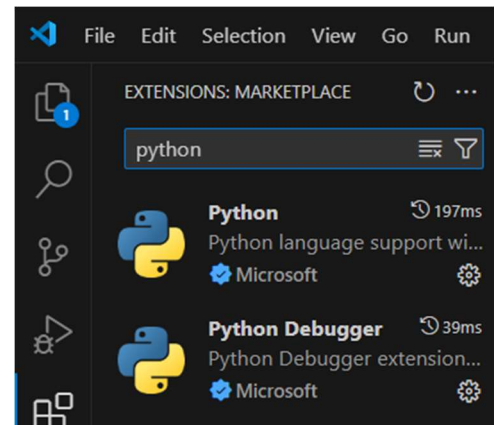 File Edit Selection View Go Run
EXTENSIONS: MARKETPLACE
1
python
Python 197ms
Python language support wi...
Microsoft
Python Debugger 39ms
Python Debugger extension...
Microsoft